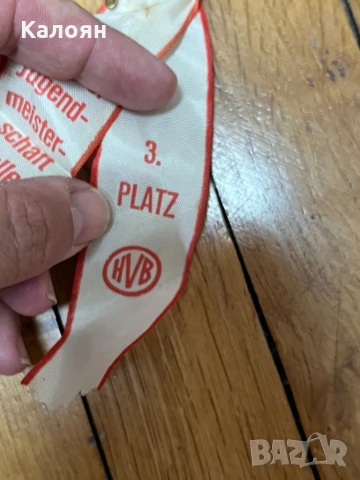 Калоян
Jugend-
meister-
schaft
3.
PLATZ
HVB
BAZAR